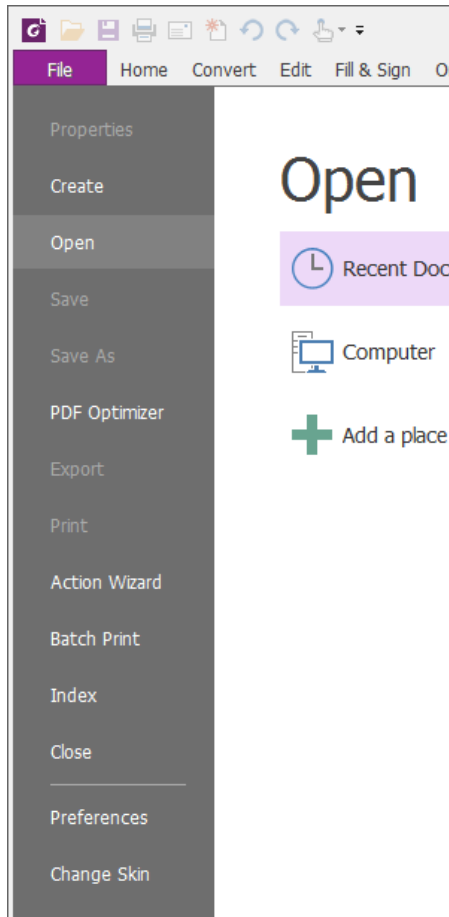 File Home Convert Edit Fill & Sign
Properties
Create
Open
Save
Save As
PDF Optimizer
Export
Print
Action Wizard
Batch Print
Index
Close
Preferences
Change Skin
Open
Recent Doc
Computer
Add a place